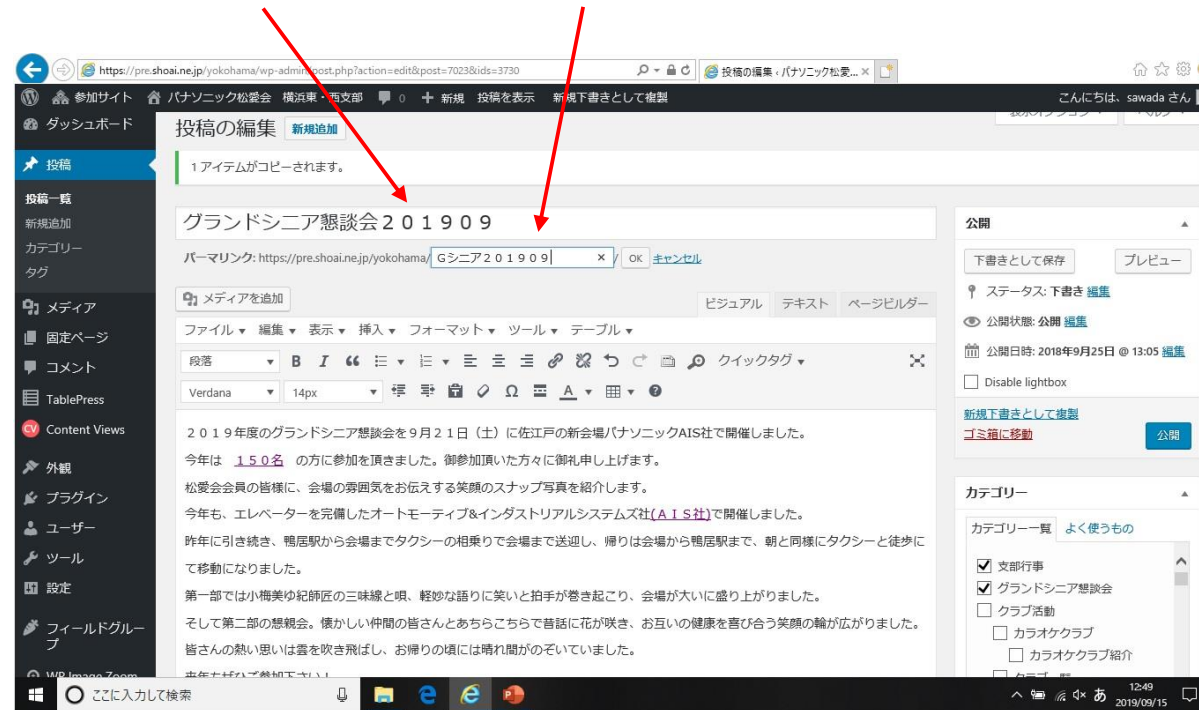 https://pre.shoai.ne.jp/yokohama/wp-admin/post.php?action=edit&post=7023&ids=3730
投稿の編集 ‹ パナソニック松愛... ×
参加サイト パナソニック松愛会 横浜東・西支部 0 + 新規 投稿を表示 新規下書きとして複製
こんにちは、sawada さん
ダッシュボード
投稿
投稿一覧
新規追加
カテゴリー
タグ
メディア
固定ページ
コメント
TablePress
Content Views
外観
プラグイン
ユーザー
ツール
設定
フィールドグルー
プ
WP Image Zoom
投稿の編集 新規追加
表示オプション ヘルプ
1 アイテムがコピーされます。
グランドシニア懇談会２０１９０９
パーマリンク: https://pre.shoai.ne.jp/yokohama/ Ｇシニア２０１９０９ × / OK キャンセル
メディアを追加
ビジュアル テキスト ページビルダー
ファイル 編集 表示 挿入 フォーマット ツール テーブル
段落 B I クイックタグ
Verdana 14px Ω A
２０１９年度のグランドシニア懇談会を９月２１日（土）に佐江戸の新会場パナソニックAIS社で開催しました。
今年は １５０名 の方に参加を頂きました。御参加頂いた方々に御礼申し上げます。
松愛会会員の皆様に、会場の雰囲気をお伝えする笑顔のスナップ写真を紹介します。
今年も、エレベーターを完備したオートモーティブ&インダストリアルシステムズ社(ＡＩＳ社)で開催しました。
昨年に引き続き、鴨居駅から会場までタクシーの相乗りで会場まで送迎し、帰りは会場から鴨居駅まで、朝と同様にタクシーと徒歩に
て移動になりました。
第一部では小梅美ゆ紀師匠の三味線と唄、軽妙な語りに笑いと拍手が巻き起こり、会場が大いに盛り上がりました。
そして第二部の懇親会。懐かしい仲間の皆さんとあちらこちらで昔話に花が咲き、お互いの健康を喜び合う笑顔の輪が広がりました。
皆さんの熱い思いは雲を吹き飛ばし、お帰りの頃には晴れ間がのぞいていました。
来年もぜひご参加下さい！
公開
下書きとして保存 プレビュー
ステータス: 下書き 編集
公開状態: 公開 編集
公開日時: 2018年9月25日 @ 13:05 編集
Disable lightbox
新規下書きとして複製
ゴミ箱に移動 公開
カテゴリー
カテゴリー一覧 よく使うもの
支部行事
グランドシニア懇談会
クラブ活動
カラオケクラブ
カラオケクラブ紹介
ここに入力して検索
あ 12:49
2019/09/15